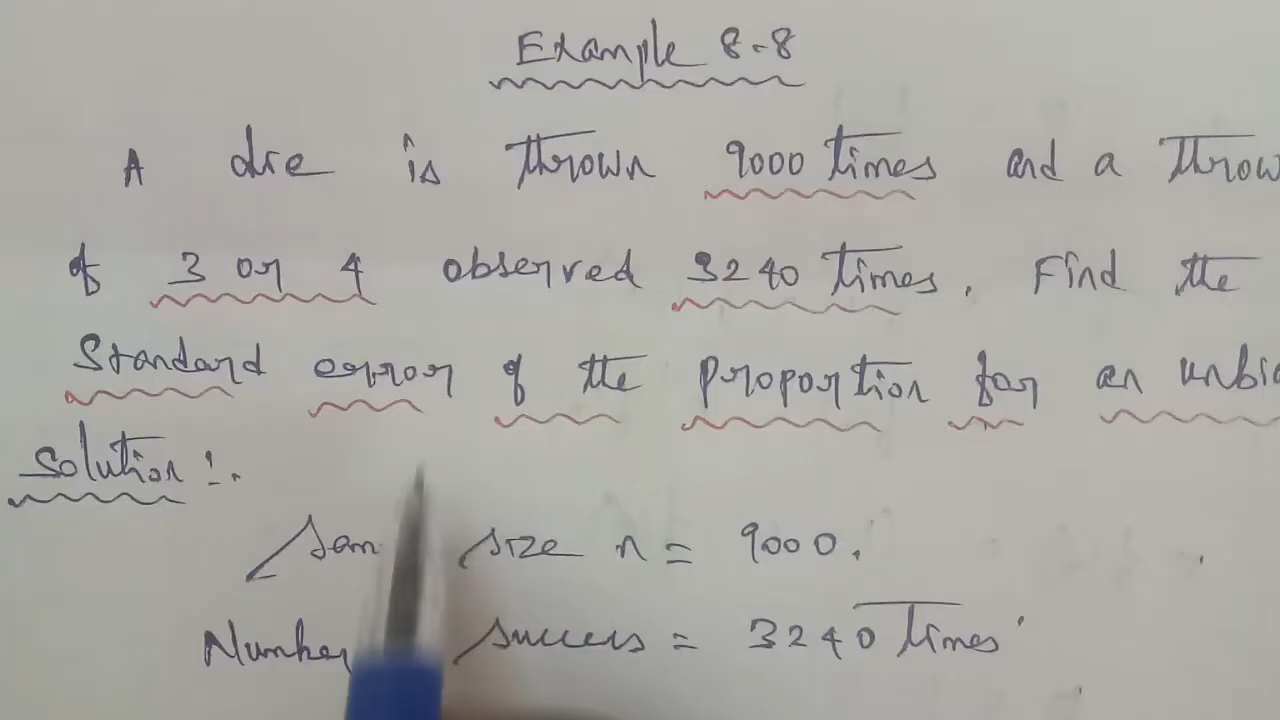 Example 8.8
A die is thrown 9000 times and a throw
of 3 or 4 observed 3240 times. Find the
Standard error of the proportion for an
Solution :-
size n = 9000.
Number success = 3240 times